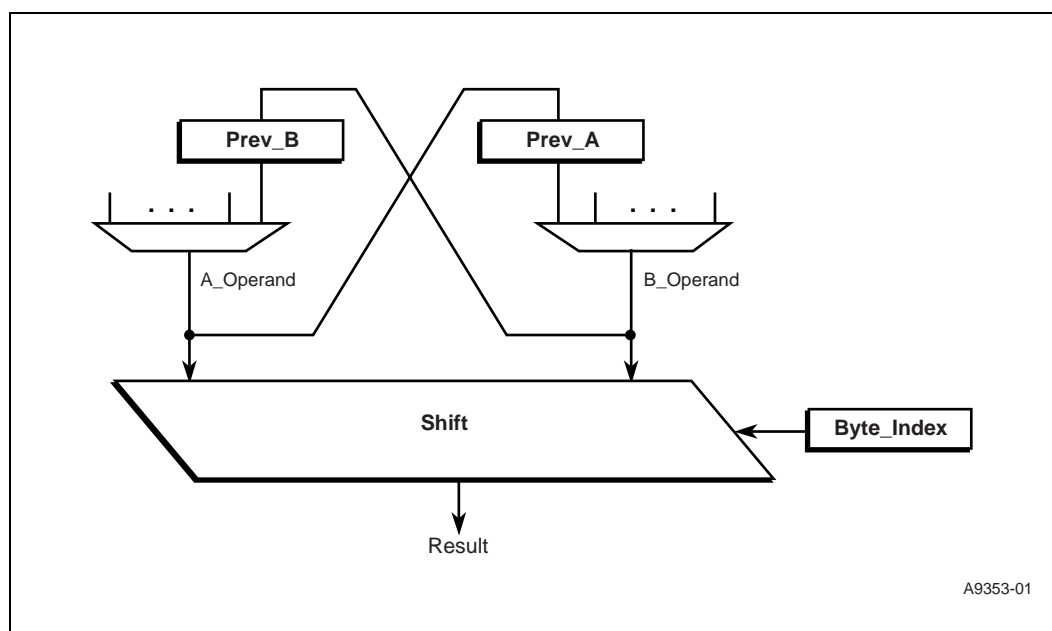 Prev_B
Prev_A
. . .
. . .
A_Operand
B_Operand
Shift
Byte_Index
Result
A9353-01